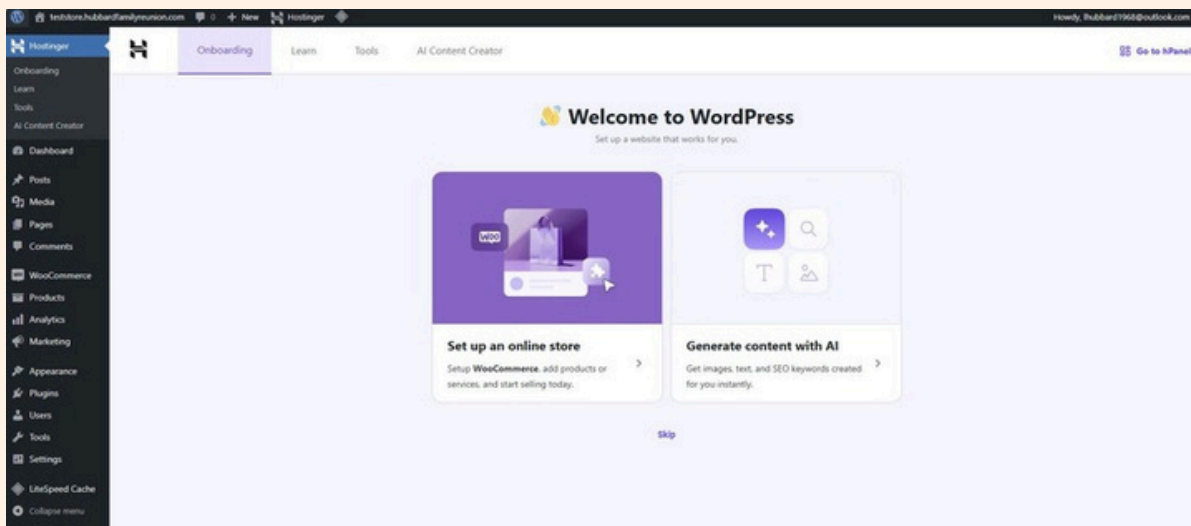 teststore.hubbardfamilyreunion.com 0 + New Hostinger
Howdy, lhubbard1968@outlook.com
Hostinger
Onboarding
Learn
Tools
AI Content Creator
Dashboard
Posts
Media
Pages
Comments
WooCommerce
Products
Analytics
Marketing
Appearance
Plugins
Users
Tools
Settings
LiteSpeed Cache
Collapse menu
Onboarding Learn Tools AI Content Creator
Go to hPanel
Welcome to WordPress
Set up a website that works for you.
WOO
T
Set up an online store
Setup WooCommerce, add products or
services, and start selling today.
Generate content with AI
Get images, text, and SEO keywords created
for you instantly.
Skip